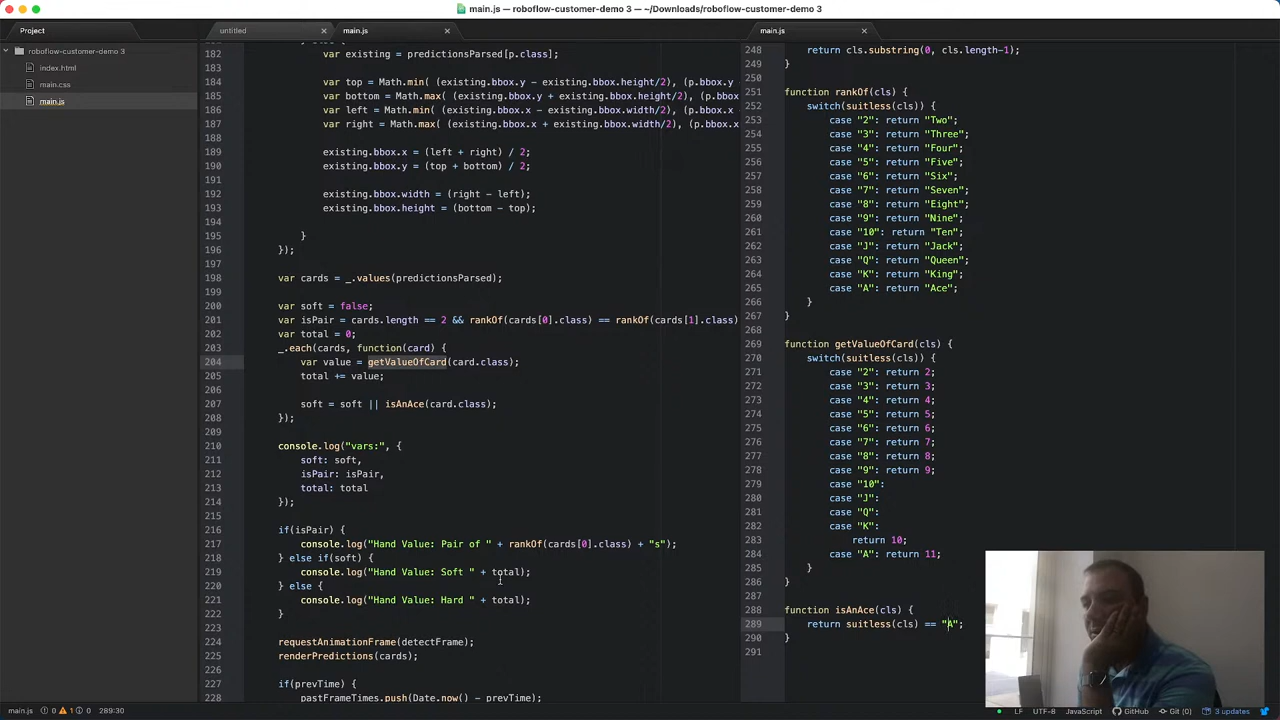 main.js — roboflow-customer-demo 3 — ~/Downloads/roboflow-customer-demo 3
Project
untitled
main.js
main.js
roboflow-customer-demo 3
index.html
main.css
main.js
182 var existing = predictionsParsed[p.class];
183
184 var top = Math.min( (existing.bbox.y - existing.bbox.height/2), (p.bbox.y
185 var bottom = Math.max( (existing.bbox.y + existing.bbox.height/2), (p.bbox
186 var left = Math.min( (existing.bbox.x - existing.bbox.width/2), (p.bbox.x
187 var right = Math.max( (existing.bbox.x + existing.bbox.width/2), (p.bbox.x
188
189 existing.bbox.x = (left + right) / 2;
190 existing.bbox.y = (top + bottom) / 2;
191
192 existing.bbox.width = (right - left);
193 existing.bbox.height = (bottom - top);
194
195 }
196 });
197
198 var cards = _.values(predictionsParsed);
199
200 var soft = false;
201 var isPair = cards.length == 2 && rankOf(cards[0].class) == rankOf(cards[1].class)
202 var total = 0;
203 _.each(cards, function(card) {
204 var value = getValueOfCard(card.class);
205 total += value;
206
207 soft = soft || isAnAce(card.class);
208 });
209
210 console.log("vars:", {
211 soft: soft,
212 isPair: isPair,
213 total: total
214 });
215
216 if(isPair) {
217 console.log("Hand Value: Pair of " + rankOf(cards[0].class) + "s");
218 } else if(soft) {
219 console.log("Hand Value: Soft " + total);
220 } else {
221 console.log("Hand Value: Hard " + total);
222 }
223
224 requestAnimationFrame(detectFrame);
225 renderPredictions(cards);
226
227 if(prevTime) {
228 pastFrameTimes.push(Date.now() - prevTime);
248 return cls.substring(0, cls.length-1);
249 }
250
251 function rankOf(cls) {
252 switch(suitless(cls)) {
253 case "2": return "Two";
254 case "3": return "Three";
255 case "4": return "Four";
256 case "5": return "Five";
257 case "6": return "Six";
258 case "7": return "Seven";
259 case "8": return "Eight";
260 case "9": return "Nine";
261 case "10": return "Ten";
262 case "J": return "Jack";
263 case "Q": return "Queen";
264 case "K": return "King";
265 case "A": return "Ace";
266 }
267 }
268
269 function getValueOfCard(cls) {
270 switch(suitless(cls)) {
271 case "2": return 2;
272 case "3": return 3;
273 case "4": return 4;
274 case "5": return 5;
275 case "6": return 6;
276 case "7": return 7;
277 case "8": return 8;
278 case "9": return 9;
279 case "10":
280 case "J":
281 case "Q":
282 case "K":
283 return 10;
284 case "A": return 11;
285 }
286 }
287
288 function isAnAce(cls) {
289 return suitless(cls) == "A";
290 }
291
main.js 0 1 0 289:30
LF UTF-8 JavaScript GitHub Git (0) 3 updates